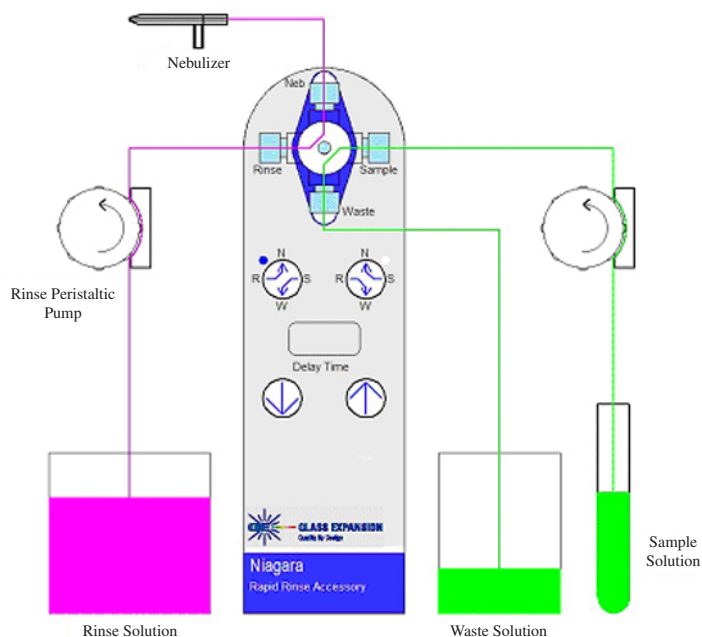 Nebulizer
Neb
Rinse
Sample
Waste
N
R
S
W
N
R
S
W
Rinse Peristaltic
Pump
Delay Time
GLASS EXPANSION
Quality By Design
Niagara
Rapid Rinse Accessory
Sample
Solution
Rinse Solution
Waste Solution